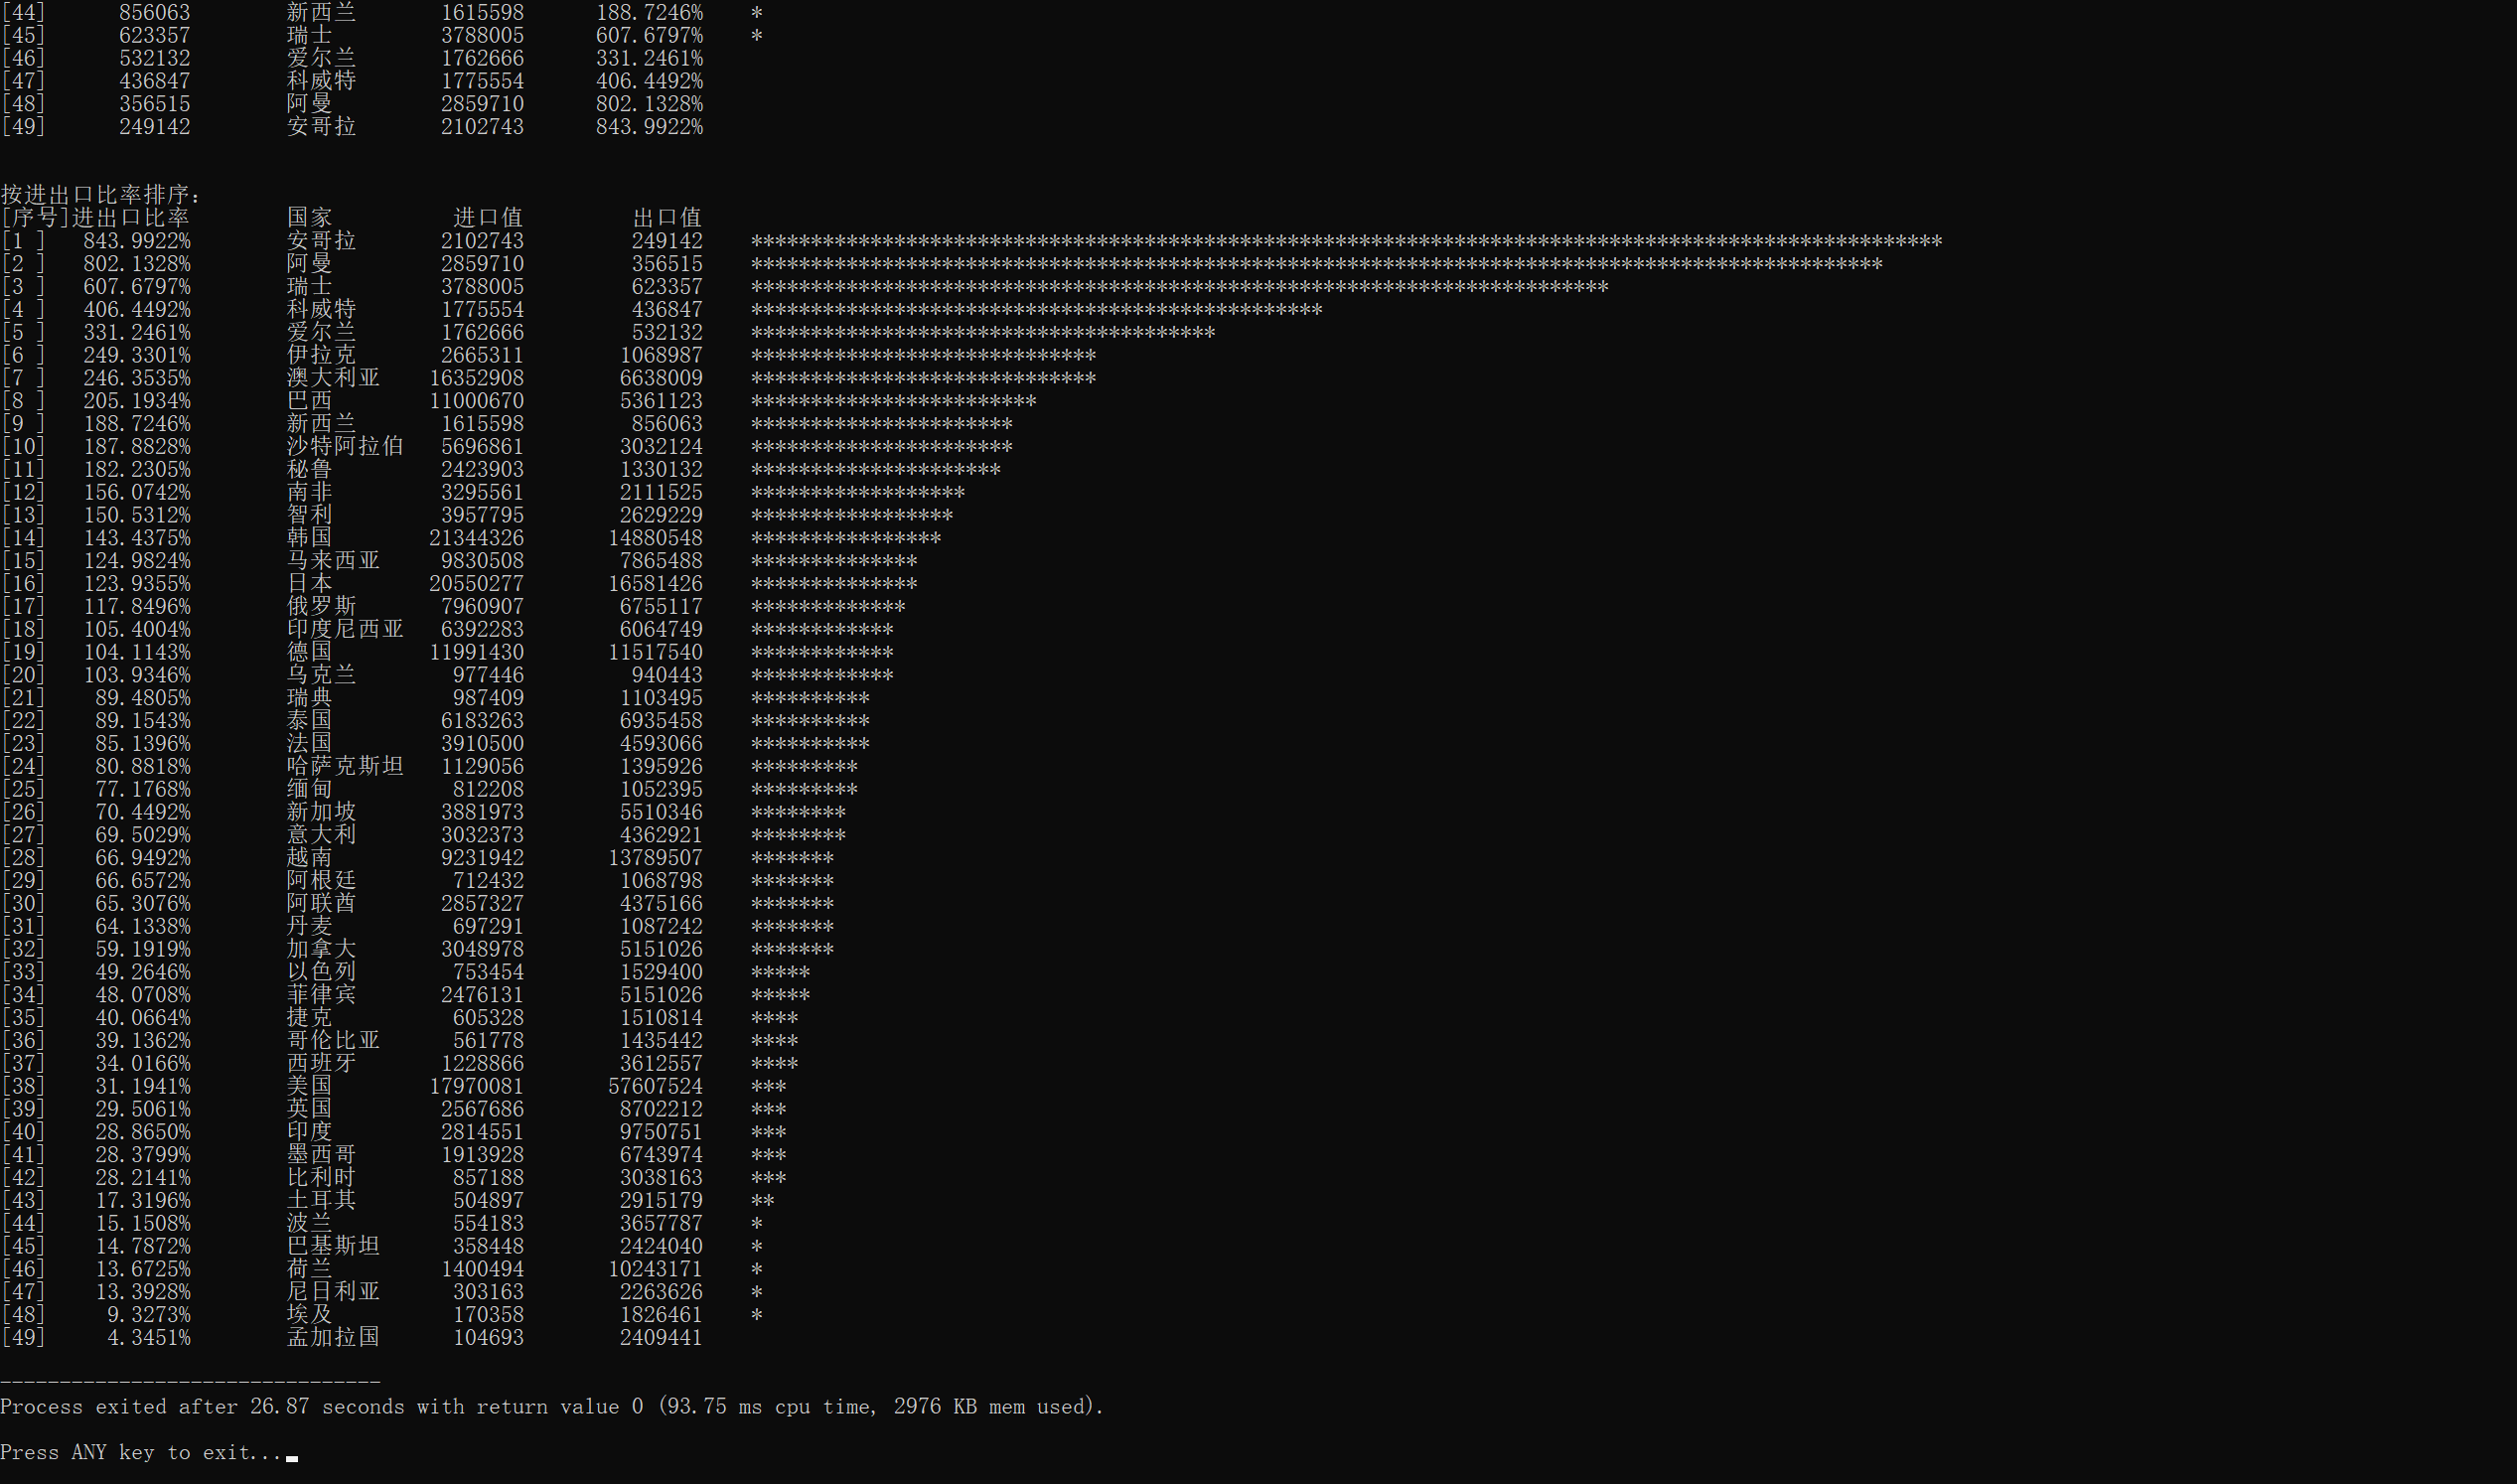 [44] 856063 新西兰 1615598 188.7246% *
[45] 623357 瑞士 3788005 607.6797% *
[46] 532132 爱尔兰 1762666 331.2461%
[47] 436847 科威特 1775554 406.4492%
[48] 356515 阿曼 2859710 802.1328%
[49] 249142 安哥拉 2102743 843.9922%
按进出口比率排序:
[序号]进出口比率 国家 进口值 出口值
[1 ] 843.9922% 安哥拉 2102743 249142 ****************************************************************************************************
[2 ] 802.1328% 阿曼 2859710 356515 ***********************************************************************************************
[3 ] 607.6797% 瑞士 3788005 623357 ************************************************************************
[4 ] 406.4492% 科威特 1775554 436847 ************************************************
[5 ] 331.2461% 爱尔兰 1762666 532132 ***************************************
[6 ] 249.3301% 伊拉克 2665311 1068987 *****************************
[7 ] 246.3535% 澳大利亚 16352908 6638009 *****************************
[8 ] 205.1934% 巴西 11000670 5361123 ************************
[9 ] 188.7246% 新西兰 1615598 856063 **********************
[10] 187.8828% 沙特阿拉伯 5696861 3032124 **********************
[11] 182.2305% 秘鲁 2423903 1330132 *********************
[12] 156.0742% 南非 3295561 2111525 ******************
[13] 150.5312% 智利 3957795 2629229 *****************
[14] 143.4375% 韩国 21344326 14880548 ****************
[15] 124.9824% 马来西亚 9830508 7865488 **************
[16] 123.9355% 日本 20550277 16581426 **************
[17] 117.8496% 俄罗斯 7960907 6755117 *************
[18] 105.4004% 印度尼西亚 6392283 6064749 ************
[19] 104.1143% 德国 11991430 11517540 ************
[20] 103.9346% 乌克兰 977446 940443 ************
[21] 89.4805% 瑞典 987409 1103495 **********
[22] 89.1543% 泰国 6183263 6935458 **********
[23] 85.1396% 法国 3910500 4593066 **********
[24] 80.8818% 哈萨克斯坦 1129056 1395926 *********
[25] 77.1768% 缅甸 812208 1052395 *********
[26] 70.4492% 新加坡 3881973 5510346 ********
[27] 69.5029% 意大利 3032373 4362921 ********
[28] 66.9492% 越南 9231942 13789507 *******
[29] 66.6572% 阿根廷 712432 1068798 *******
[30] 65.3076% 阿联酋 2857327 4375166 *******
[31] 64.1338% 丹麦 697291 1087242 *******
[32] 59.1919% 加拿大 3048978 5151026 *******
[33] 49.2646% 以色列 753454 1529400 *****
[34] 48.0708% 菲律宾 2476131 5151026 *****
[35] 40.0664% 捷克 605328 1510814 ****
[36] 39.1362% 哥伦比亚 561778 1435442 ****
[37] 34.0166% 西班牙 1228866 3612557 ****
[38] 31.1941% 美国 17970081 57607524 ***
[39] 29.5061% 英国 2567686 8702212 ***
[40] 28.8650% 印度 2814551 9750751 ***
[41] 28.3799% 墨西哥 1913928 6743974 ***
[42] 28.2141% 比利时 857188 3038163 ***
[43] 17.3196% 土耳其 504897 2915179 **
[44] 15.1508% 波兰 554183 3657787 *
[45] 14.7872% 巴基斯坦 358448 2424040 *
[46] 13.6725% 荷兰 1400494 10243171 *
[47] 13.3928% 尼日利亚 303163 2263626 *
[48] 9.3273% 埃及 170358 1826461 *
[49] 4.3451% 孟加拉国 104693 2409441
--------------------------------
Process exited after 26.87 seconds with return value 0 (93.75 ms cpu time, 2976 KB mem used).
Press ANY key to exit...